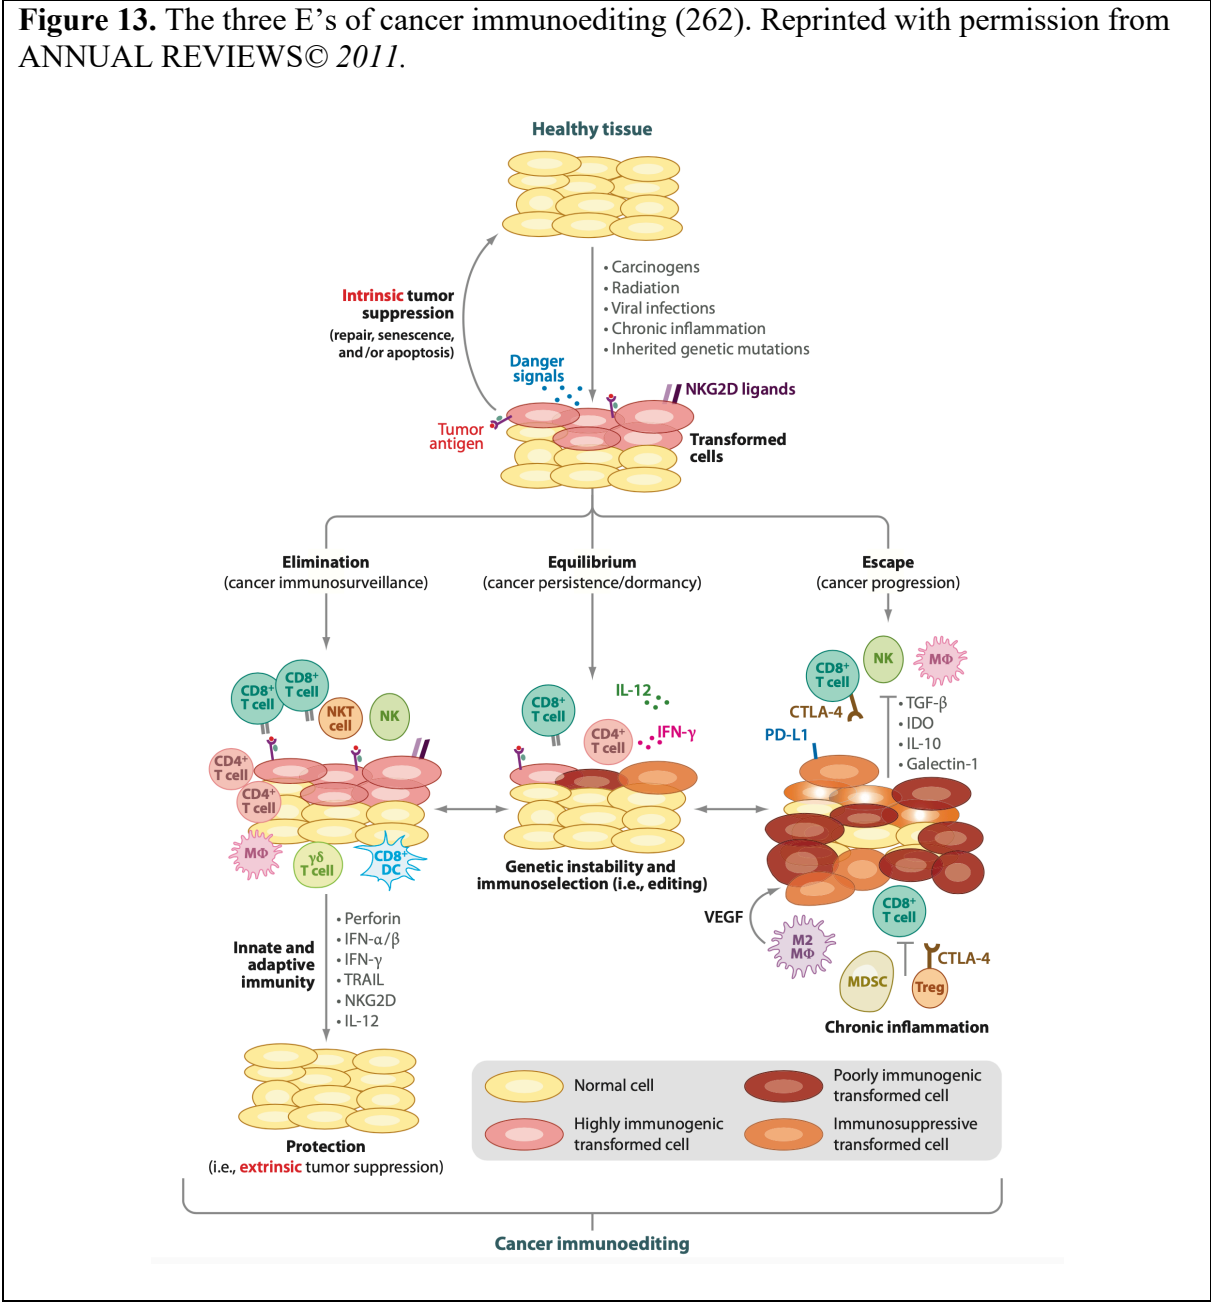 Figure 13. The three E’s of cancer immunoediting (262). Reprinted with permission from
ANNUAL REVIEWS© 2011.
Healthy tissue
Intrinsic tumor
suppression
(repair, senescence,
and/or apoptosis)
• Carcinogens
• Radiation
• Viral infections
• Chronic inflammation
• Inherited genetic mutations
Danger
signals
NKG2D ligands
Tumor
antigen
Transformed
cells
Elimination
(cancer immunosurveillance)
Equilibrium
(cancer persistence/dormancy)
Escape
(cancer progression)
CD8+
T cell
CD8+
T cell
NKT
cell
NK
CD4+
T cell
CD4+
T cell
MΦ
γδ
T cell
CD8+
DC
CD8+
T cell
IL-12
CD4+
T cell
IFN-γ
Genetic instability and
immunoselection (i.e., editing)
CD8+
T cell
NK
MΦ
CTLA-4
PD-L1
• TGF-β
• IDO
• IL-10
• Galectin-1
VEGF
M2
MΦ
CD8+
T cell
MDSC
CTLA-4
Treg
Chronic inflammation
Innate and
adaptive
immunity
• Perforin
• IFN-α/β
• IFN-γ
• TRAIL
• NKG2D
• IL-12
Protection
(i.e., extrinsic tumor suppression)
Normal cell
Highly immunogenic
transformed cell
Poorly immunogenic
transformed cell
Immunosuppressive
transformed cell
Cancer immunoediting